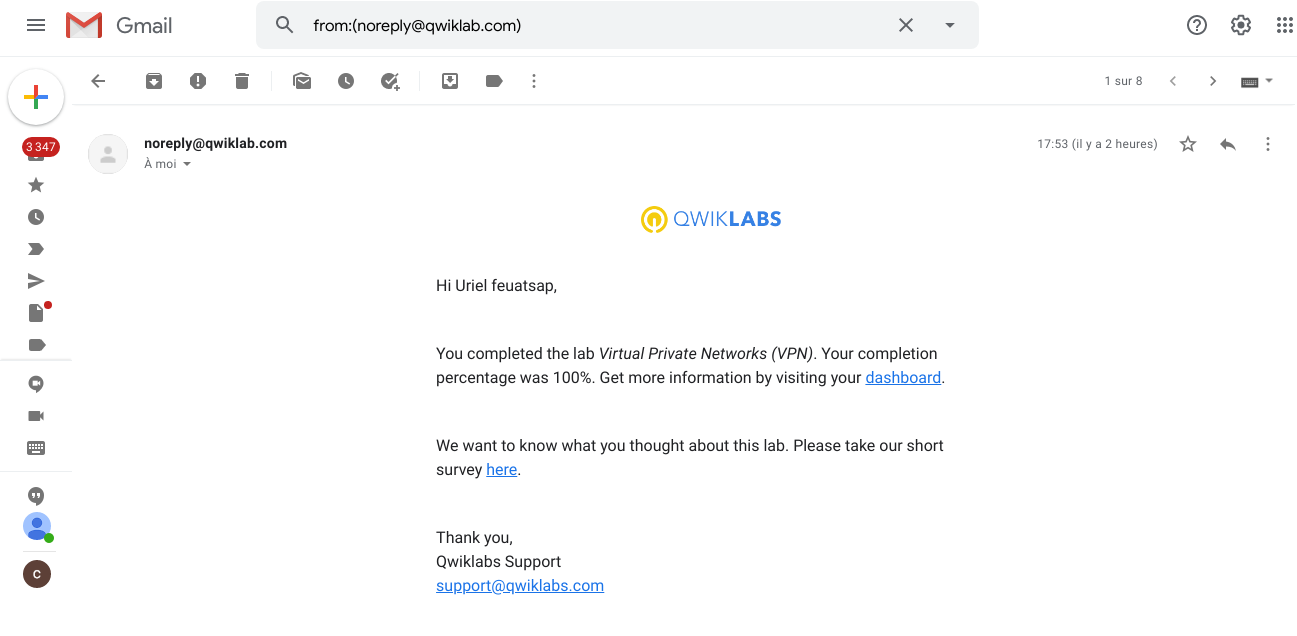 Gmail
from:(noreply@qwiklab.com)
1 sur 8
3 347
noreply@qwiklab.com
17:53 (il y a 2 heures)
À moi
QWIKLABS
Hi Uriel feuatsap,
You completed the lab Virtual Private Networks (VPN). Your completion
percentage was 100%. Get more information by visiting your dashboard.
We want to know what you thought about this lab. Please take our short
survey here.
Thank you,
Qwiklabs Support
support@qwiklabs.com
C